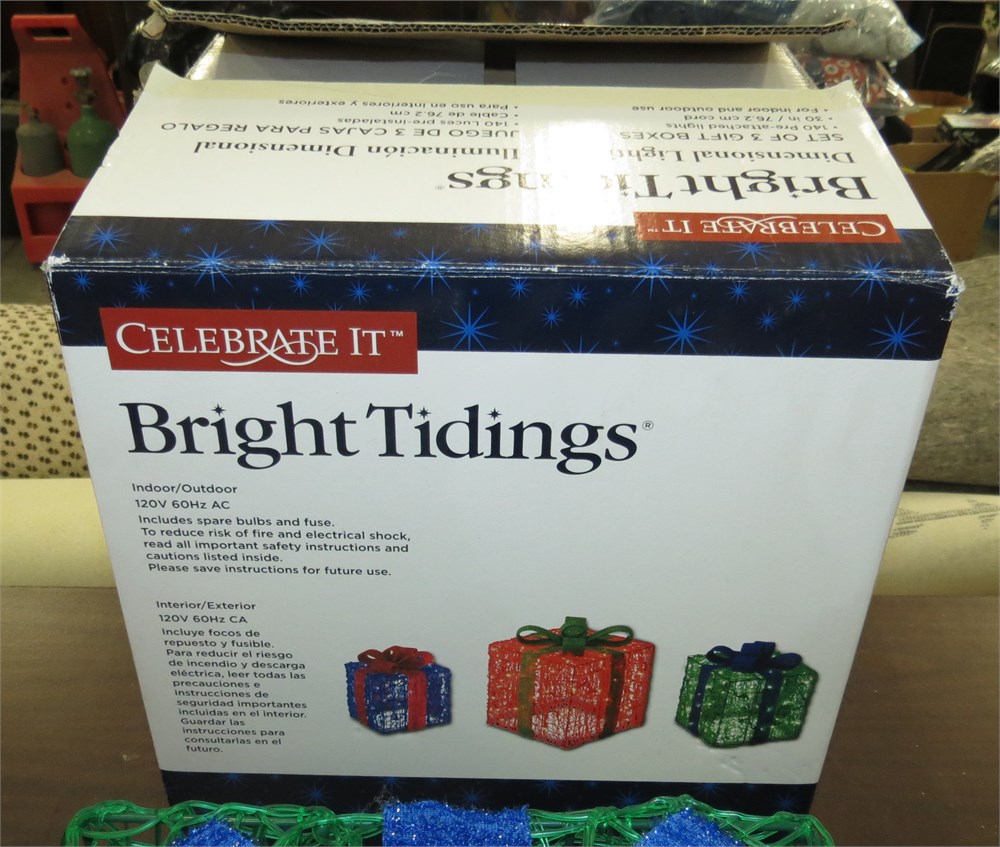 • For indoor and outdoor use
• 30 in / 76.2 cm cord
• 140 Pre-attached lights
SET OF 3 GIFT BOXES
Dimensional
• Para uso en interiores y exteriores
• Cable de 76.2 cm
• 140 Luces pre-instaladas
JUEGO DE 3 CAJAS PARA REGALO
Iluminación Dimensional
Bright Tidings®
CELEBRATE IT™
CELEBRATE IT™
Bright Tidings®
Indoor/Outdoor
120V 60Hz AC
Includes spare bulbs and fuse.
To reduce risk of fire and electrical shock,
read all important safety instructions and
cautions listed inside.
Please save instructions for future use.
Interior/Exterior
120V 60Hz CA
Incluye focos de
repuesto y fusible.
Para reducir el riesgo
de incendio y descarga
eléctrica, leer todas las
precauciones e
instrucciones de
seguridad importantes
incluidas en el interior.
Guardar las
instrucciones para
consultarlas en el
futuro.